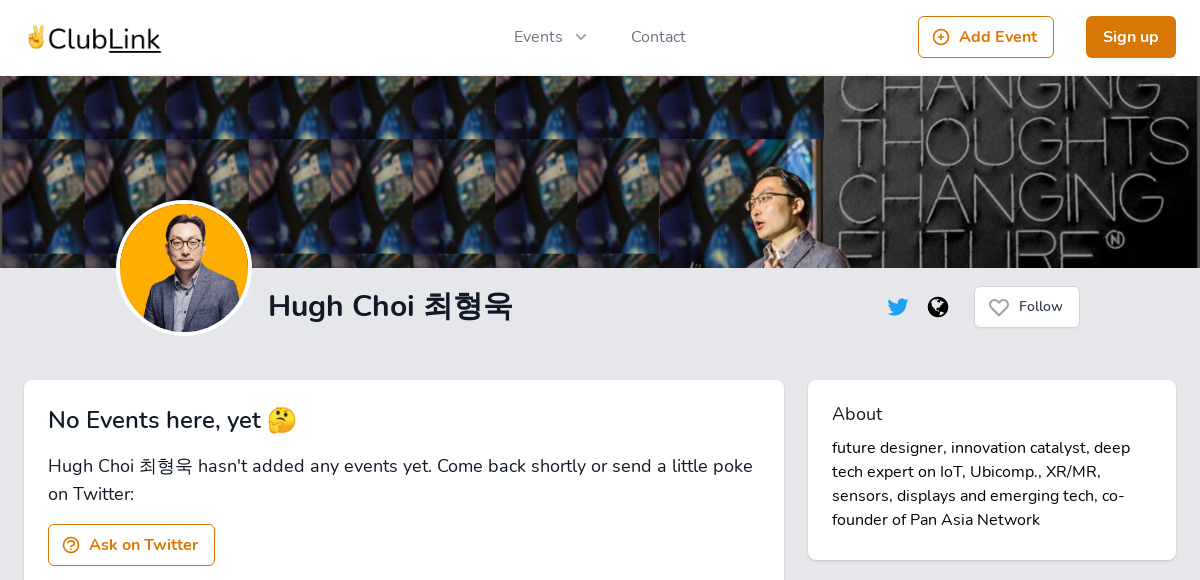 ✌ClubLink
Events
Contact
Add Event
Sign up
CHANGING
THOUGHTS
CHANGING
FUTURE
N
Hugh Choi 최형욱
Follow
No Events here, yet 🤔
Hugh Choi 최형욱 hasn't added any events yet. Come back shortly or send a little poke
on Twitter:
Ask on Twitter
About
future designer, innovation catalyst, deep
tech expert on IoT, Ubicomp., XR/MR,
sensors, displays and emerging tech, co-
founder of Pan Asia Network